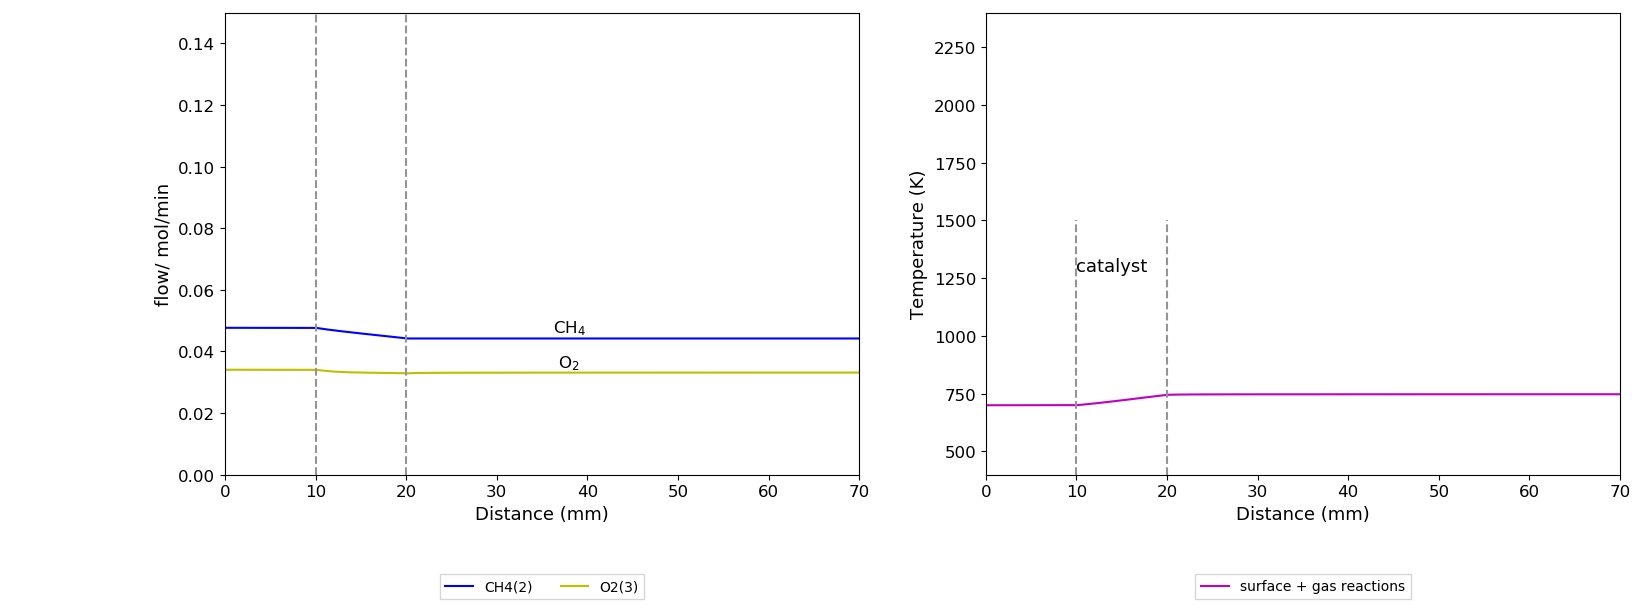 0.14
0.12
0.10
0.08
0.06
0.04
0.02
0.00
flow/ mol/min
CH₄
O₂
0 10 20 30 40 50 60 70
Distance (mm)
CH4(2) O2(3)
2250
2000
1750
1500
1250
1000
750
500
Temperature (K)
catalyst
0 10 20 30 40 50 60 70
Distance (mm)
surface + gas reactions